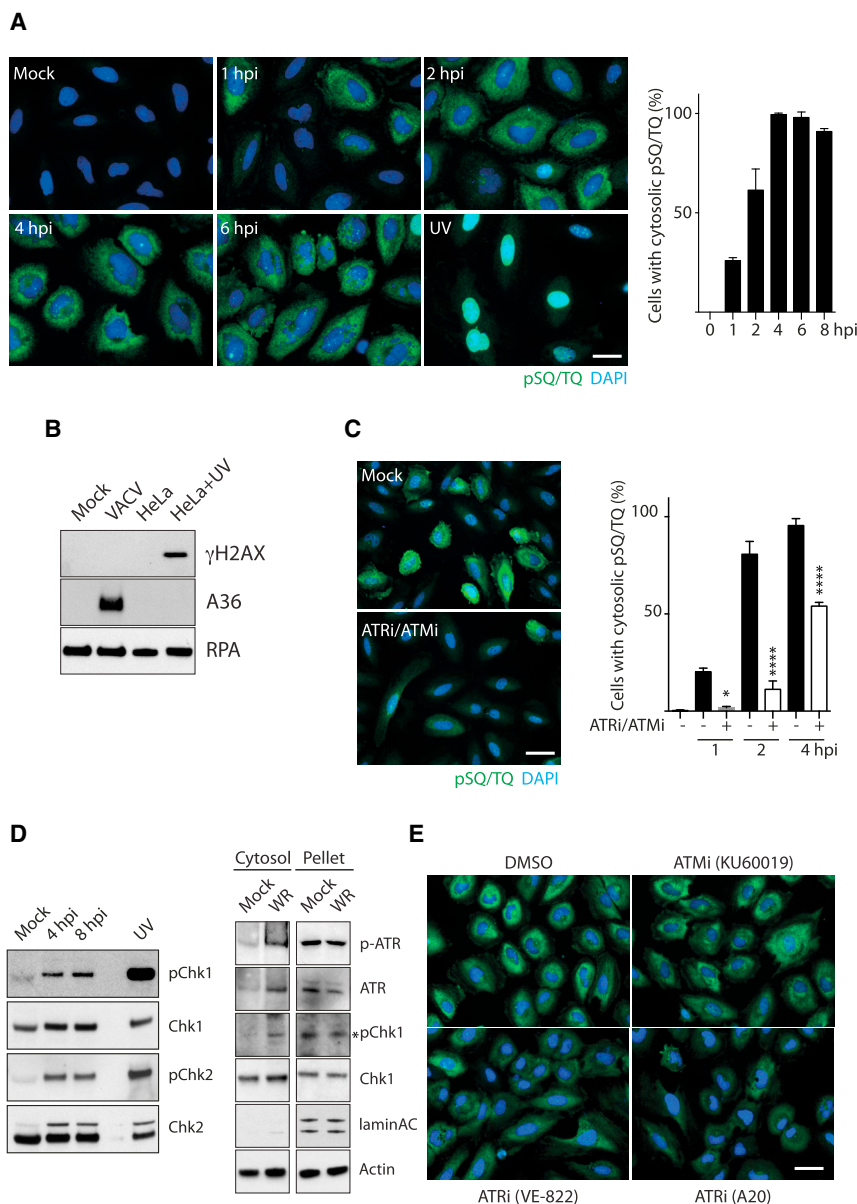 A
Mock
1 hpi
2 hpi
4 hpi
6 hpi
UV
pSQ/TQ DAPI
Cells with cytosolic pSQ/TQ (%)
100
50
0 1 2 4 6 8 hpi
B
Mock
VACV
HeLa
HeLa+UV
γH2AX
A36
RPA
C
Mock
ATRi/ATMi
pSQ/TQ DAPI
Cells with cytosolic pSQ/TQ (%)
100
50
*
****
****
ATRi/ATMi - - + - + - +
1 2 4 hpi
D
Mock
4 hpi
8 hpi
UV
pChk1
Chk1
pChk2
Chk2
Cytosol Pellet
Mock
WR
Mock
WR
p-ATR
ATR
*pChk1
Chk1
laminAC
Actin
E
DMSO
ATMi (KU60019)
ATRi (VE-822)
ATRi (A20)